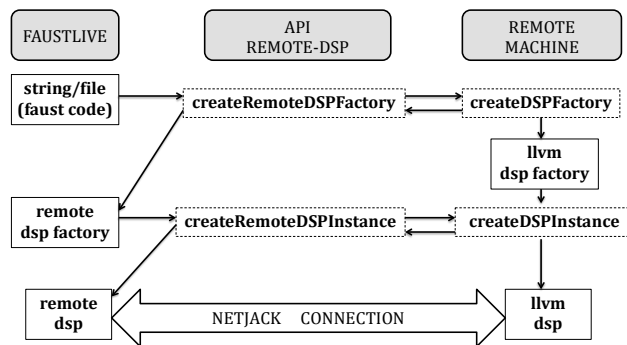 FAUSTLIVE
API
REMOTE-DSP
REMOTE
MACHINE
string/file
(faust code)
createRemoteDSPFactory
createDSPFactory
llvm
dsp factory
remote
dsp factory
createRemoteDSPInstance
createDSPInstance
remote
dsp
NETJACK CONNECTION
llvm
dsp